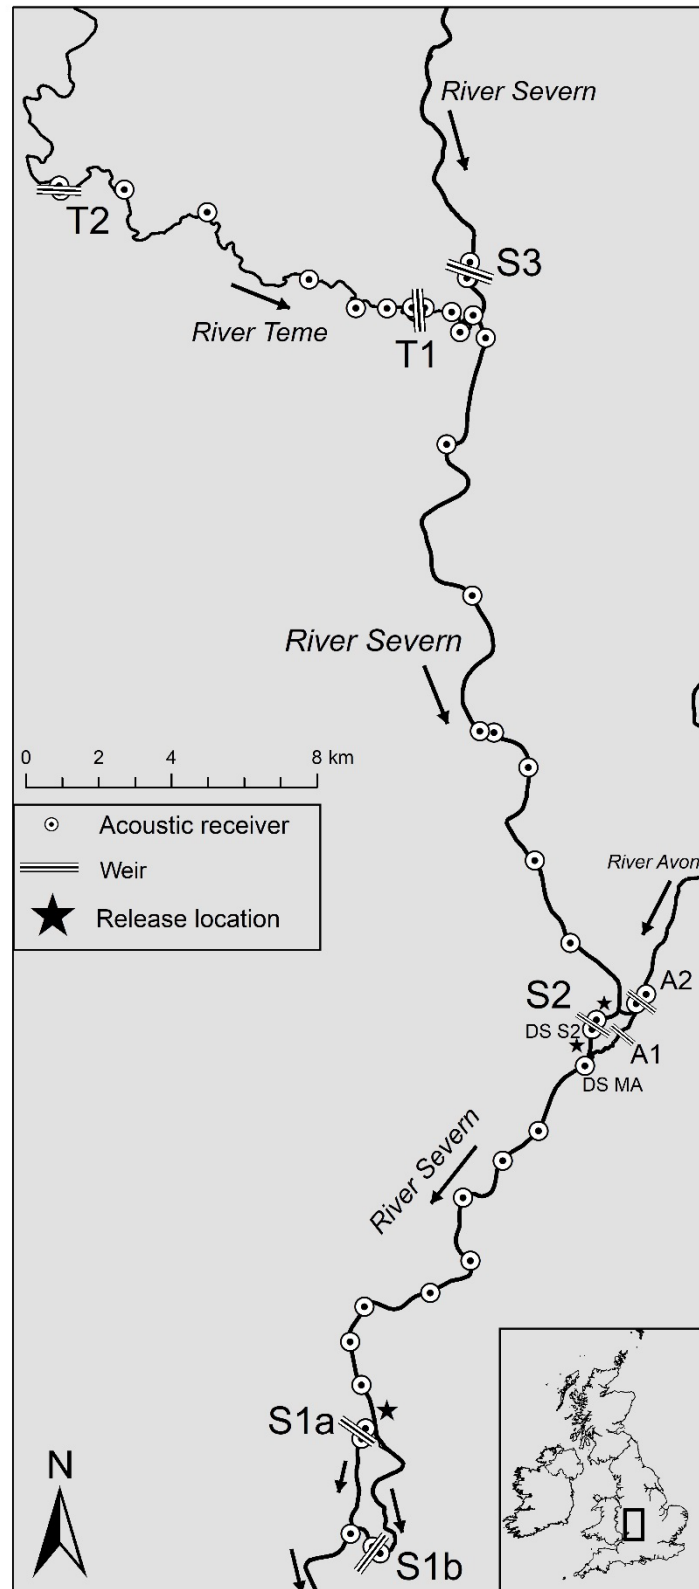 River Severn
T2
S3
River Teme
T1
River Severn
0 2 4 8 km
Acoustic receiver
Weir
Release location
River Avon
A2
S2
DS S2
A1
DS MA
River Severn
S1a
N
S1b